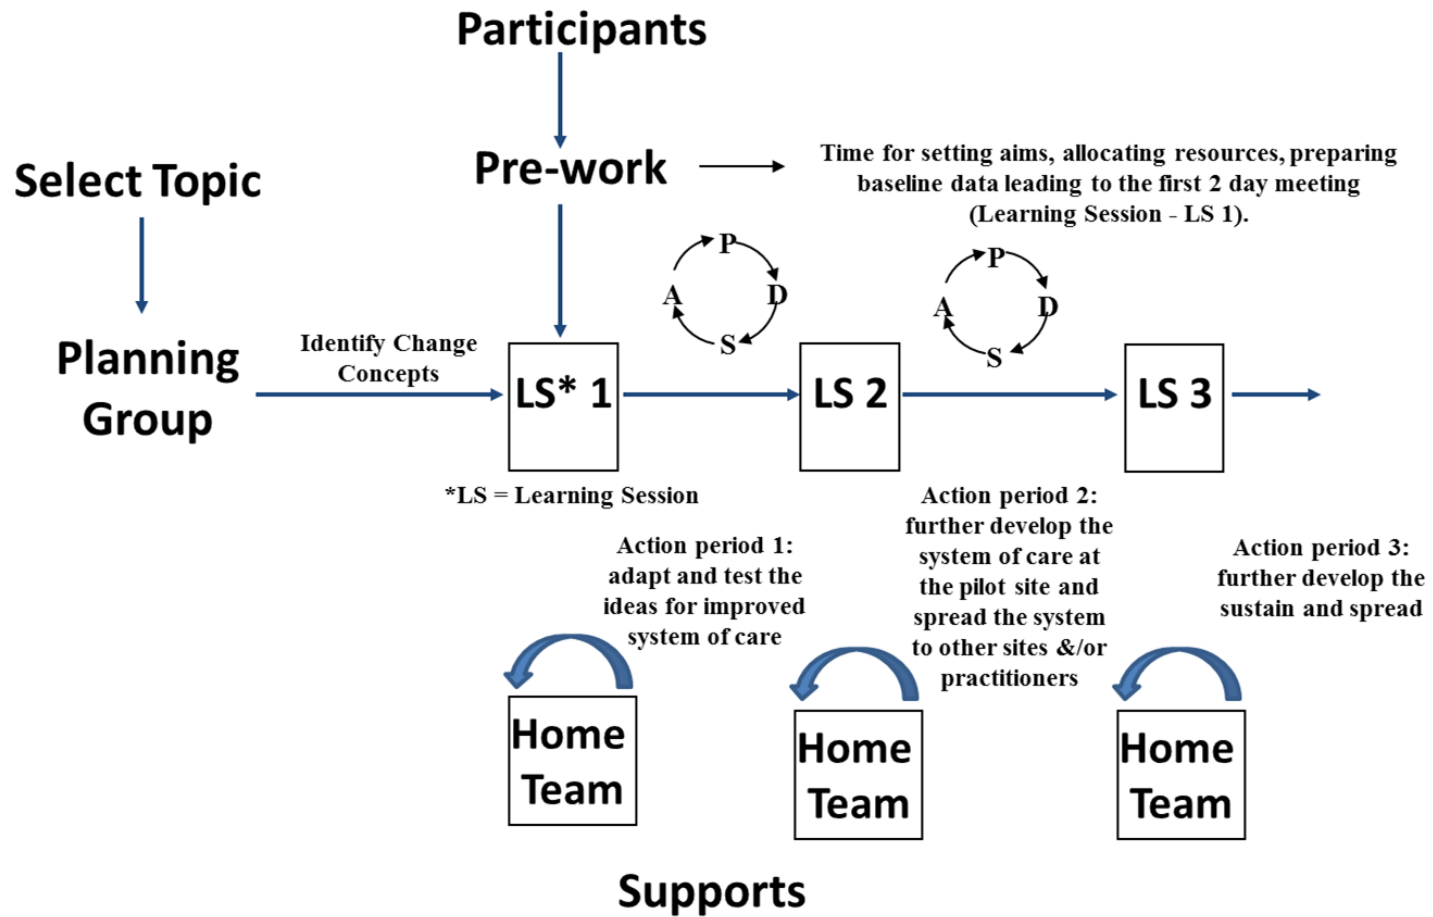 Participants
Select Topic
Pre-work
Time for setting aims, allocating resources, preparing
baseline data leading to the first 2 day meeting
(Learning Session - LS 1).
P
D
S
A
P
D
S
A
Planning
Group
Identify Change
Concepts
LS* 1
LS 2
LS 3
*LS = Learning Session
Action period 1:
adapt and test the
ideas for improved
system of care
Action period 2:
further develop the
system of care at
the pilot site and
spread the system
to other sites &/or
practitioners
Action period 3:
further develop the
sustain and spread
Home
Team
Home
Team
Home
Team
Supports